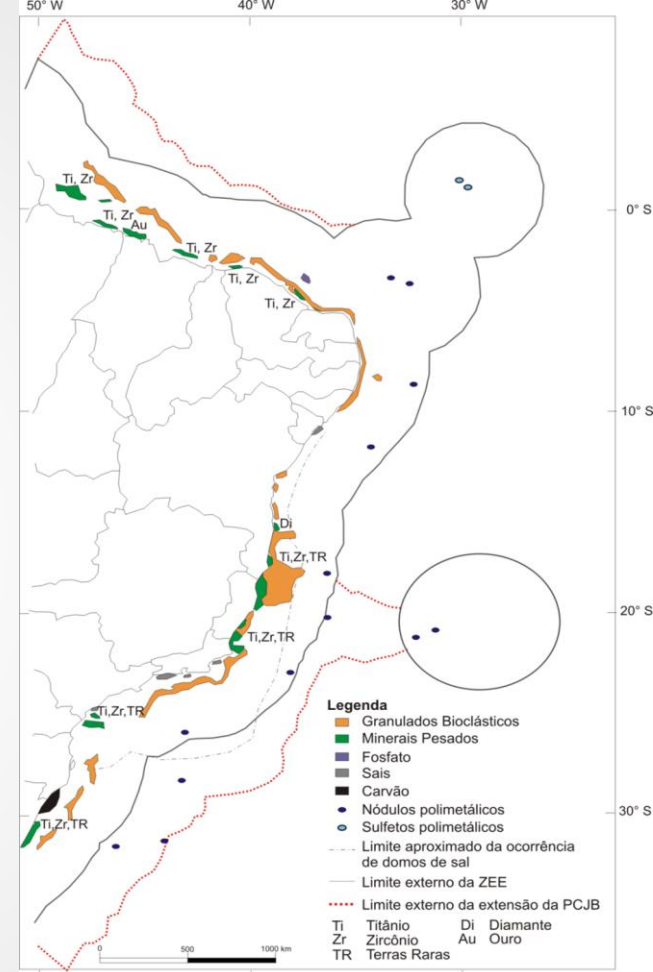 50° W
40° W
30° W
Ti, Zr
Ti, Zr
Au
0° S
Ti, Zr
Ti, Zr
Ti, Zr
10° S
Di
Ti,Zr,TR
20° S
Ti,Zr,TR
Ti,Zr,TR
30° S
Ti,Zr,TR
Legenda
Granulados Bioclásticos
Minerais Pesados
Fosfato
Sais
Carvão
Nódulos polimetálicos
Sulfetos polimetálicos
Limite aproximado da ocorrência
de domos de sal
Limite externo da ZEE
Limite externo da extensão da PCJB
Ti Titânio Di Diamante
Zr Zircônio Au Ouro
TR Terras Raras
0 500 1000 km